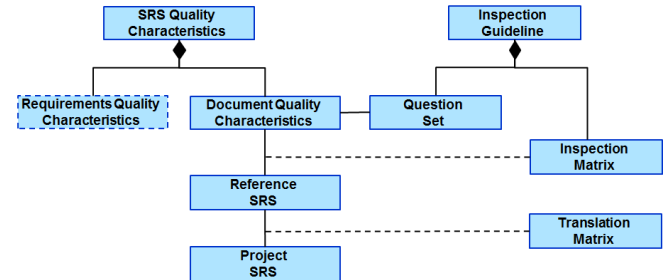 SRS Quality
Characteristics
Inspection
Guideline
Requirements Quality
Characteristics
Document Quality
Characteristics
Question
Set
Inspection
Matrix
Reference
SRS
Translation
Matrix
Project
SRS